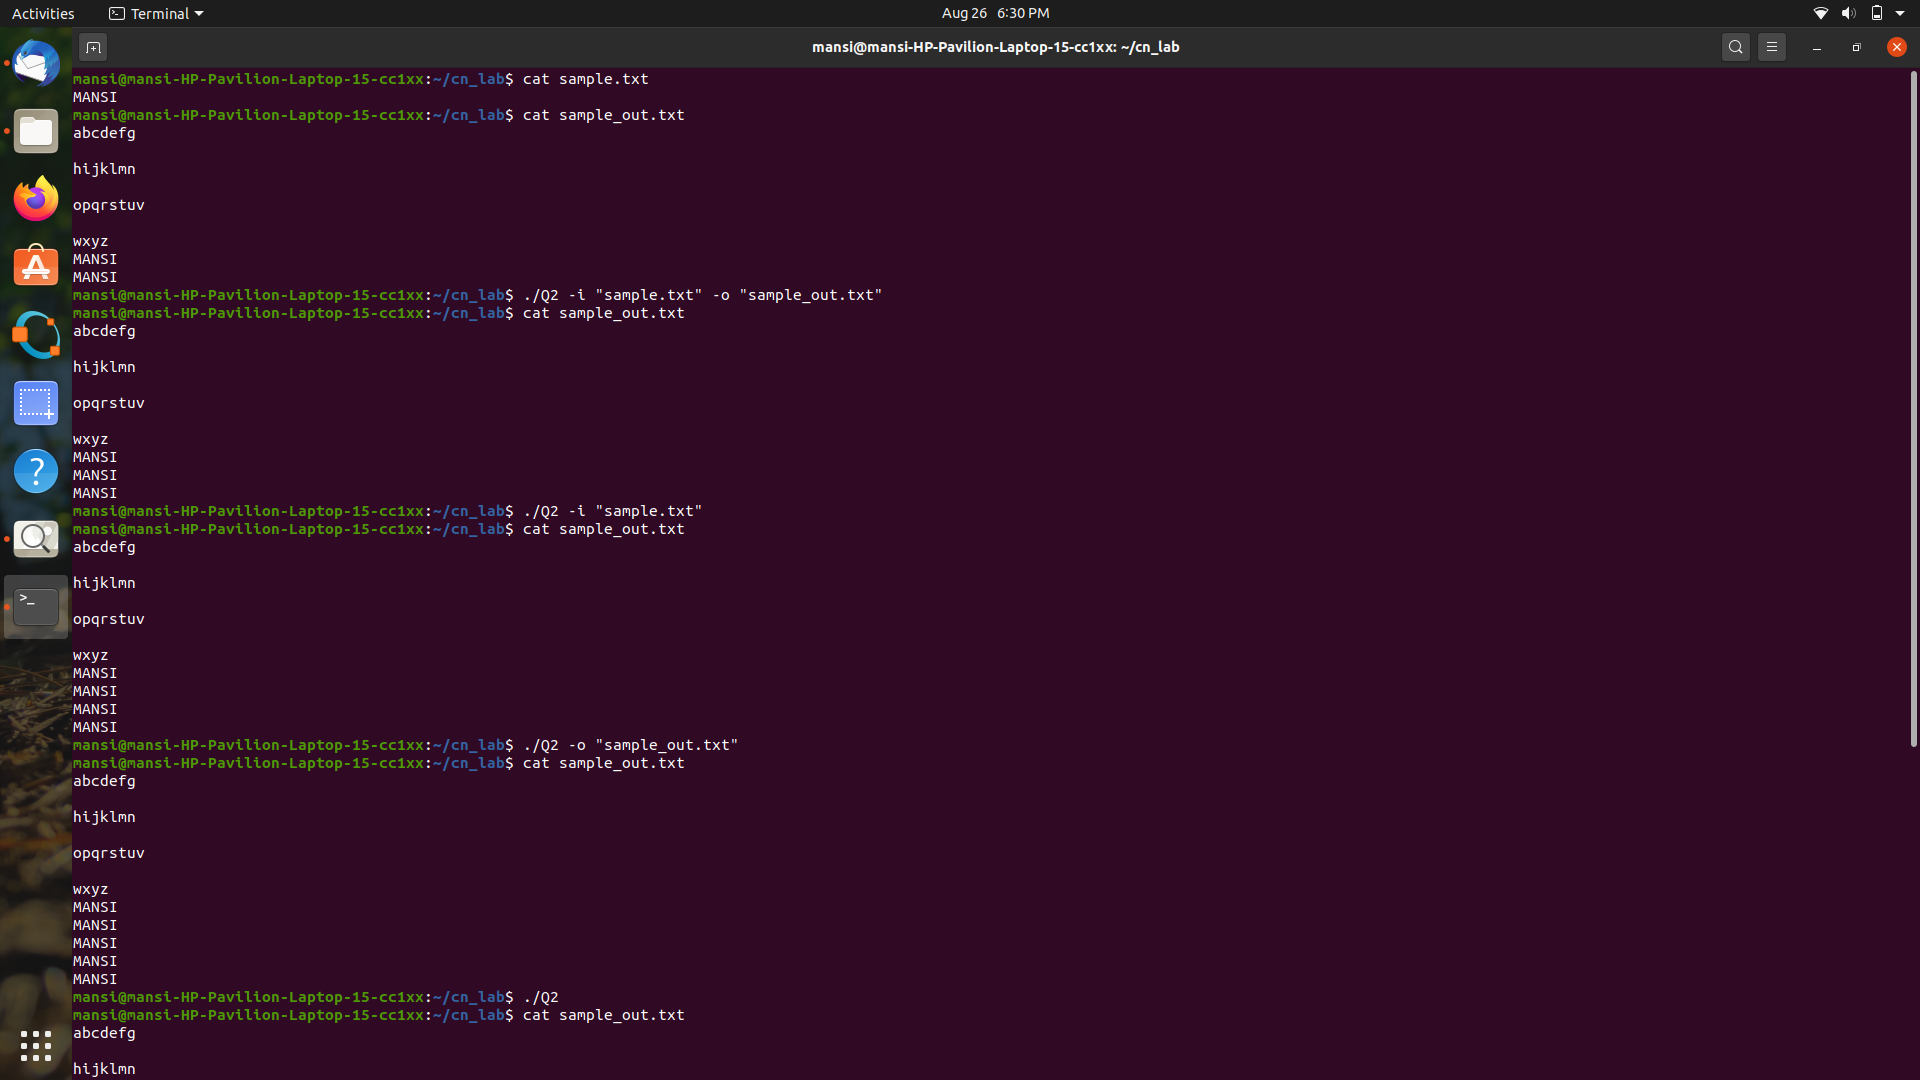 Activities
Terminal
Aug 26 6:30 PM
mansi@mansi-HP-Pavilion-Laptop-15-cc1xx: ~/cn_lab
mansi@mansi-HP-Pavilion-Laptop-15-cc1xx:~/cn_lab$ cat sample.txt
MANSI
mansi@mansi-HP-Pavilion-Laptop-15-cc1xx:~/cn_lab$ cat sample_out.txt
abcdefg
hijklmn
opqrstuv
wxyz
MANSI
MANSI
mansi@mansi-HP-Pavilion-Laptop-15-cc1xx:~/cn_lab$ ./Q2 -i "sample.txt" -o "sample_out.txt"
mansi@mansi-HP-Pavilion-Laptop-15-cc1xx:~/cn_lab$ cat sample_out.txt
abcdefg
hijklmn
opqrstuv
wxyz
MANSI
MANSI
MANSI
mansi@mansi-HP-Pavilion-Laptop-15-cc1xx:~/cn_lab$ ./Q2 -i "sample.txt"
mansi@mansi-HP-Pavilion-Laptop-15-cc1xx:~/cn_lab$ cat sample_out.txt
abcdefg
hijklmn
opqrstuv
wxyz
MANSI
MANSI
MANSI
MANSI
mansi@mansi-HP-Pavilion-Laptop-15-cc1xx:~/cn_lab$ ./Q2 -o "sample_out.txt"
mansi@mansi-HP-Pavilion-Laptop-15-cc1xx:~/cn_lab$ cat sample_out.txt
abcdefg
hijklmn
opqrstuv
wxyz
MANSI
MANSI
MANSI
MANSI
MANSI
mansi@mansi-HP-Pavilion-Laptop-15-cc1xx:~/cn_lab$ ./Q2
mansi@mansi-HP-Pavilion-Laptop-15-cc1xx:~/cn_lab$ cat sample_out.txt
abcdefg
hijklmn